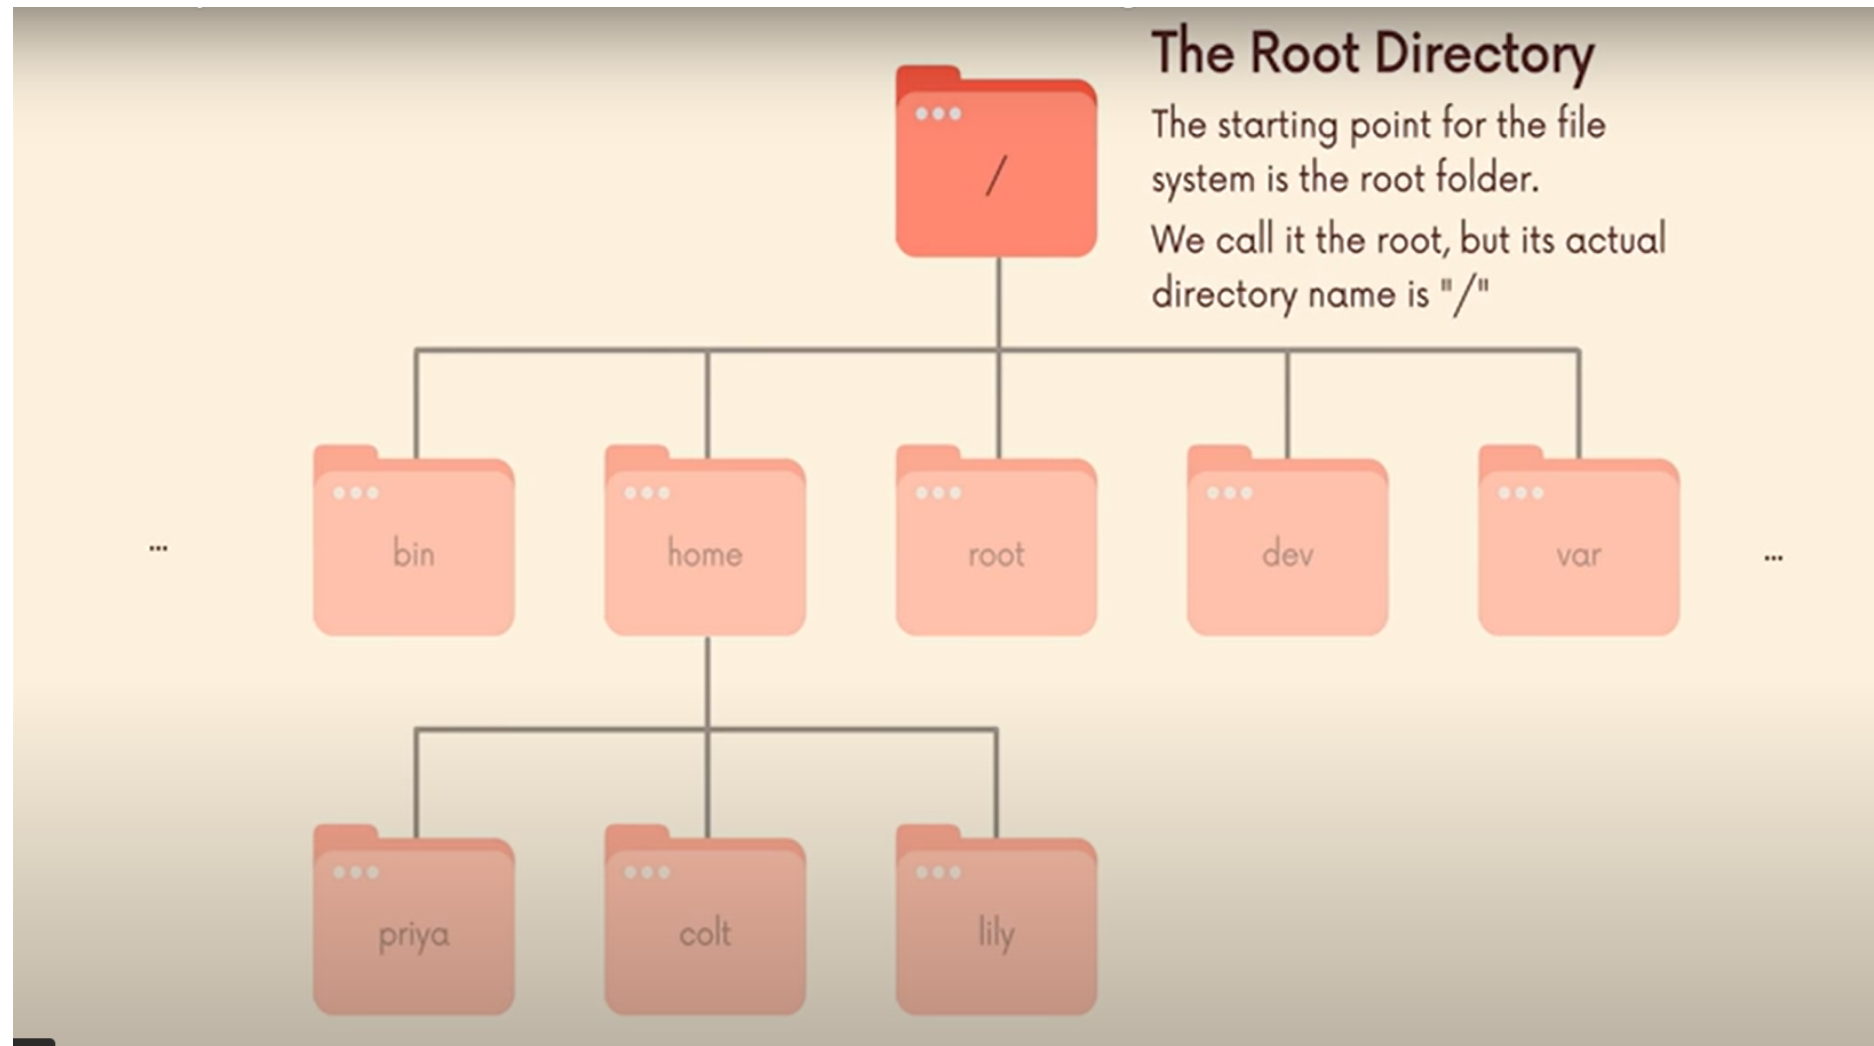 The Root Directory
The starting point for the file
system is the root folder.
We call it the root, but its actual
directory name is "/"
/
...
bin
home
root
dev
var
...
priya
colt
lily